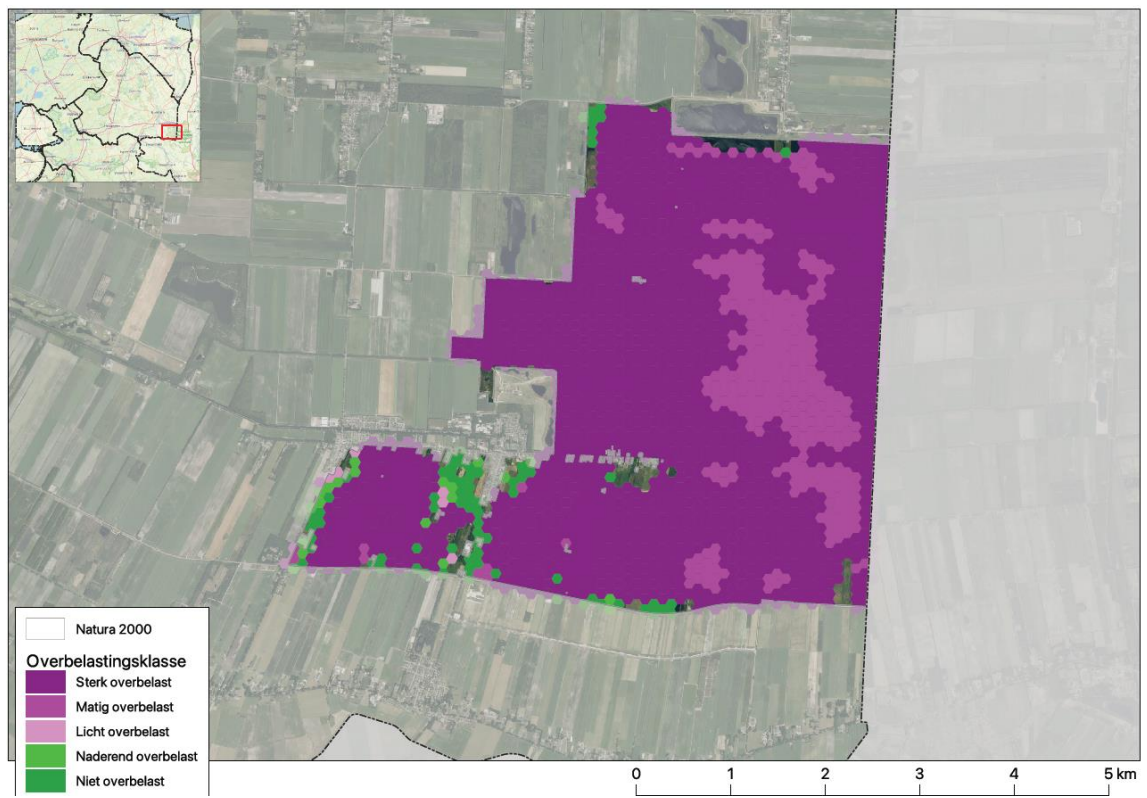 Natura 2000
Overbelastingsklasse
Sterk overbelast
Matig overbelast
Licht overbelast
Naderend overbelast
Niet overbelast
0 1 2 3 4 5 km